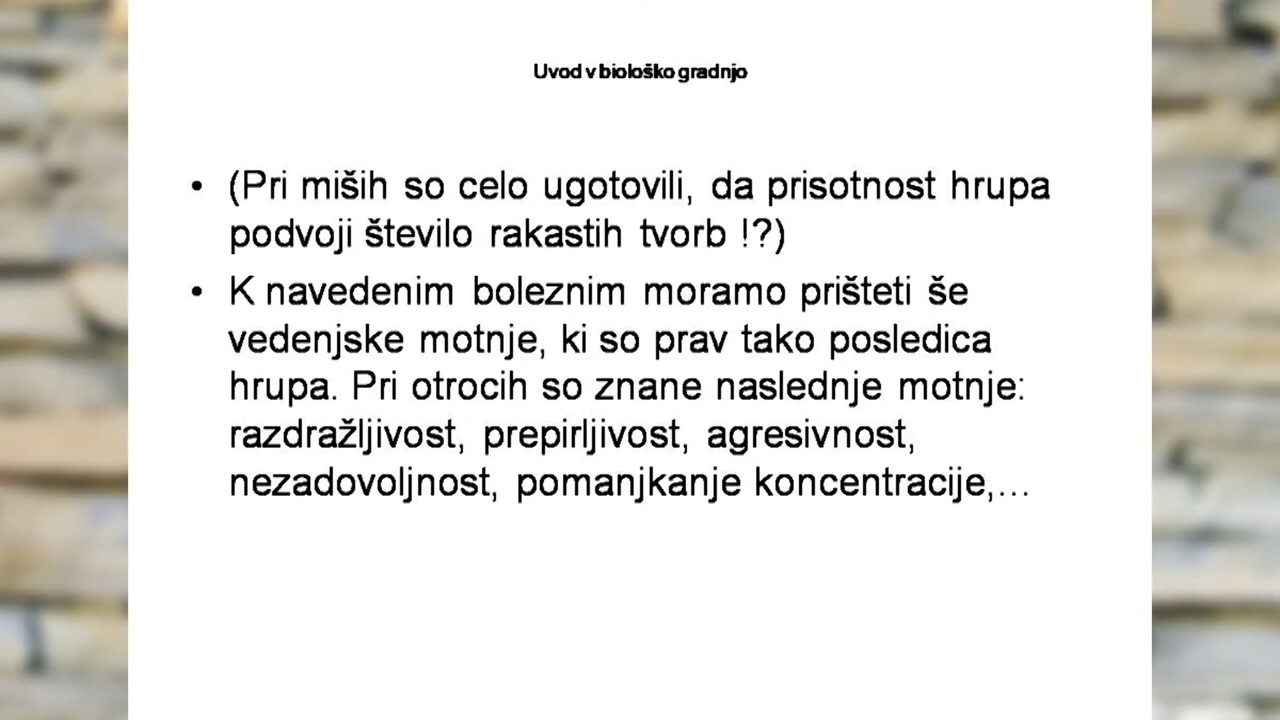 Uvod v biološko gradnjo
• (Pri miših so celo ugotovili, da prisotnost hrupa
podvoji število rakastih tvorb !?)
• K navedenim boleznim moramo prišteti še
vedenjske motnje, ki so prav tako posledica
hrupa. Pri otrocih so znane naslednje motnje:
razdražljivost, prepirljivost, agresivnost,
nezadovoljnost, pomanjkanje koncentracije,…